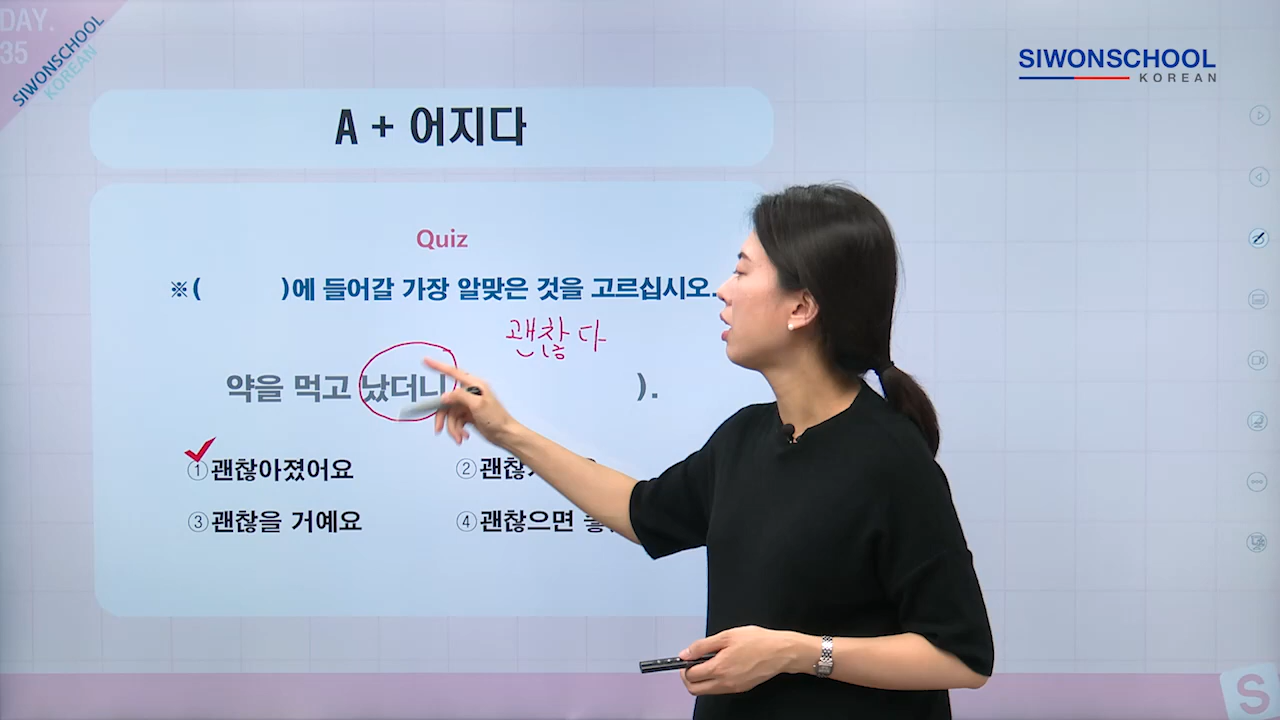 DAY.
35
SIWONSCHOOL
KOREAN
SIWONSCHOOL
KOREAN
A + 어지다
Quiz
※( )에 들어갈 가장 알맞은 것을 고르십시오.
괜찮다
약을 먹고 났더니 ).
①괜찮아졌어요 ②
③괜찮을 거예요 ④괜찮으면
S